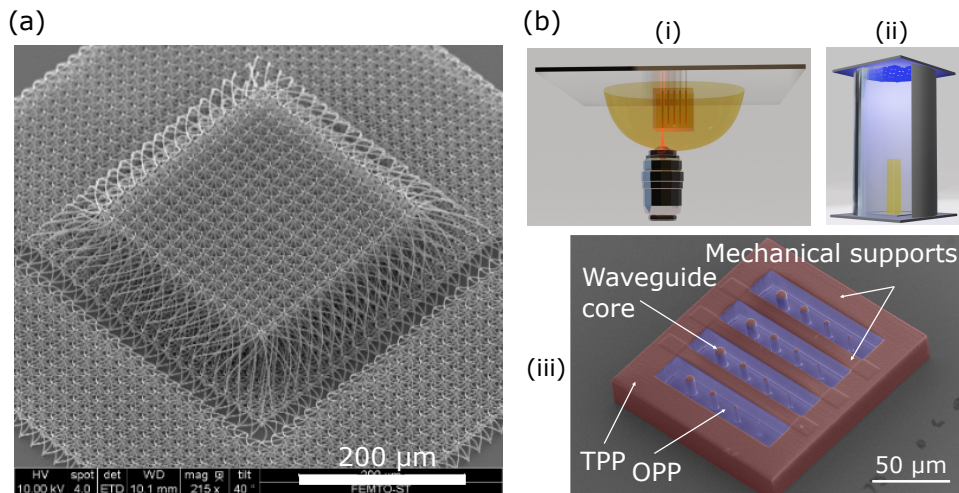 (a)
HV spot det WD mag tilt
10.00 kV 4.0 ETD 10.1 mm 215 x 40 °
200 µm
FEMTO-ST
(b)
(i)
(ii)
(iii)
Waveguide
core
Mechanical supports
TPP
OPP
50 µm